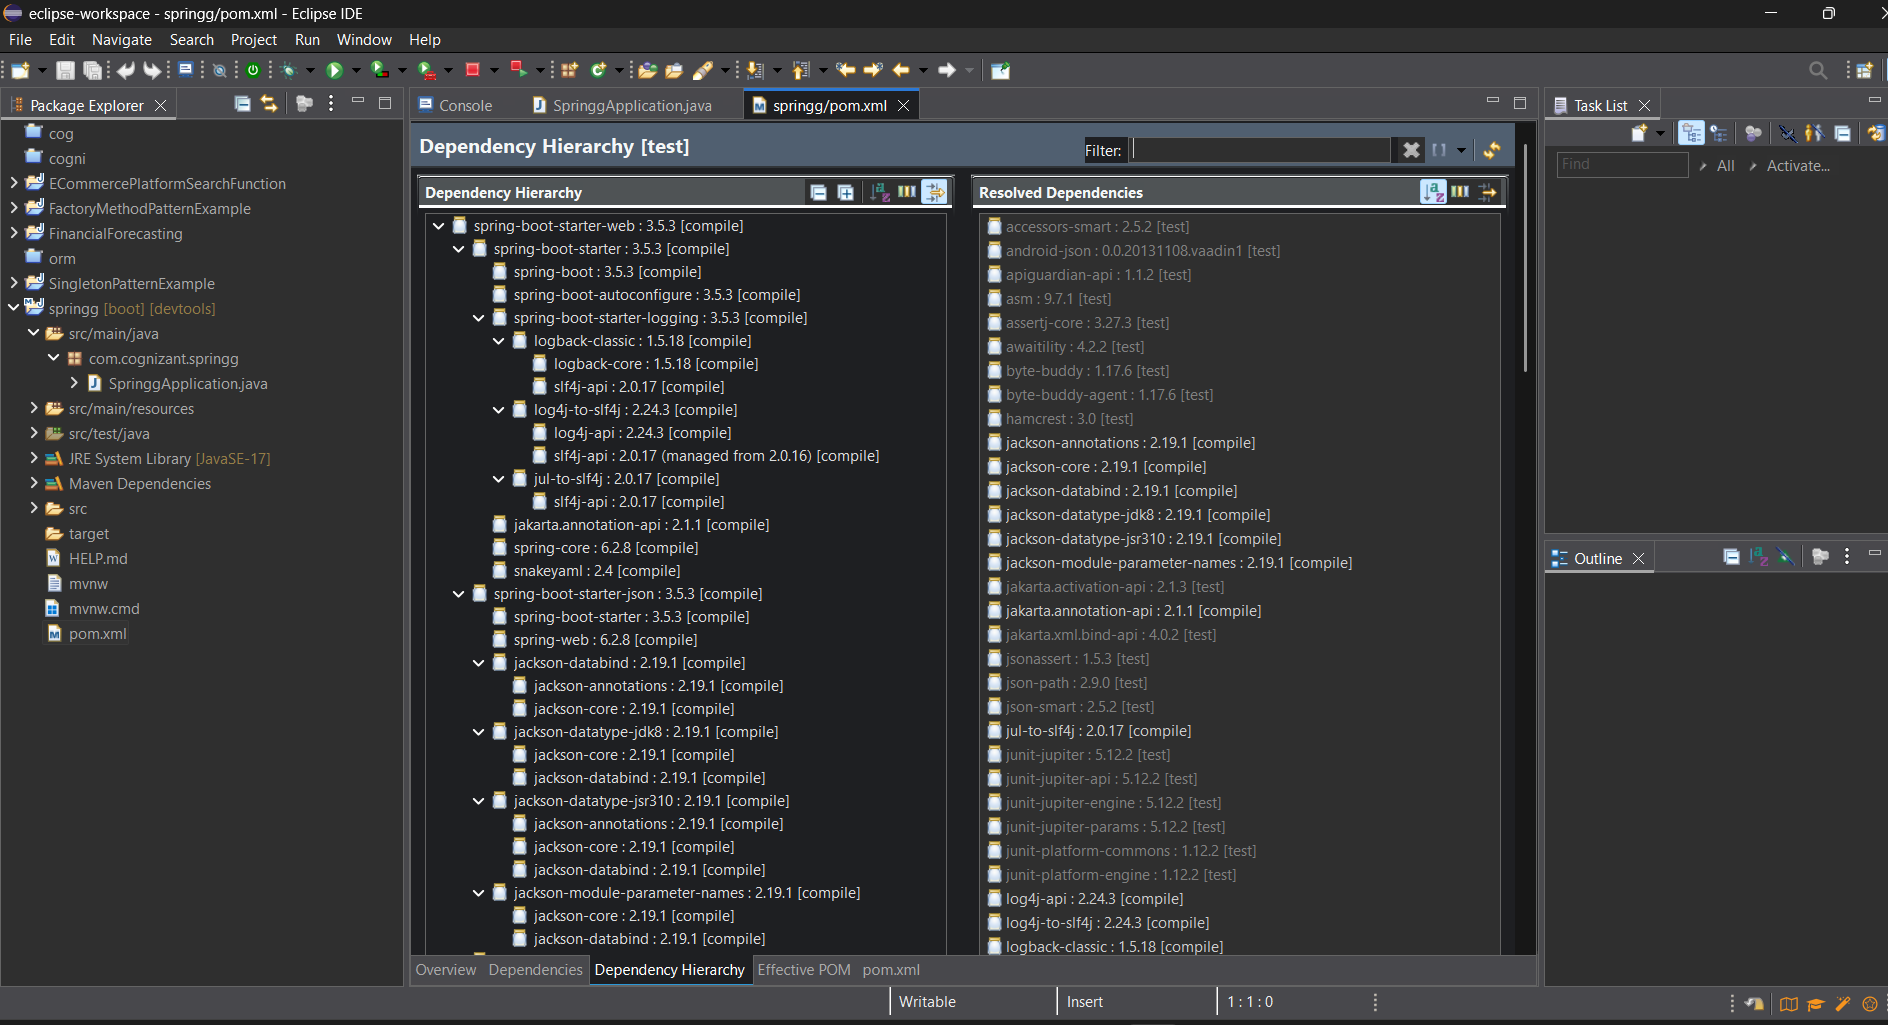 eclipse-workspace - springg/pom.xml - Eclipse IDE
File Edit Navigate Search Project Run Window Help
Package Explorer
cog
cogni
ECommercePlatformSearchFunction
FactoryMethodPatternExample
FinancialForecasting
orm
SingletonPatternExample
springg [boot] [devtools]
src/main/java
com.cognizant.springg
SpringgApplication.java
src/main/resources
src/test/java
JRE System Library [JavaSE-17]
Maven Dependencies
src
target
HELP.md
mvnw
mvnw.cmd
pom.xml
Console SpringgApplication.java springg/pom.xml
Dependency Hierarchy [test]
Filter:
Dependency Hierarchy
spring-boot-starter-web : 3.5.3 [compile]
spring-boot-starter : 3.5.3 [compile]
spring-boot : 3.5.3 [compile]
spring-boot-autoconfigure : 3.5.3 [compile]
spring-boot-starter-logging : 3.5.3 [compile]
logback-classic : 1.5.18 [compile]
logback-core : 1.5.18 [compile]
slf4j-api : 2.0.17 [compile]
log4j-to-slf4j : 2.24.3 [compile]
log4j-api : 2.24.3 [compile]
slf4j-api : 2.0.17 (managed from 2.0.16) [compile]
jul-to-slf4j : 2.0.17 [compile]
slf4j-api : 2.0.17 [compile]
jakarta.annotation-api : 2.1.1 [compile]
spring-core : 6.2.8 [compile]
snakeyaml : 2.4 [compile]
spring-boot-starter-json : 3.5.3 [compile]
spring-boot-starter : 3.5.3 [compile]
spring-web : 6.2.8 [compile]
jackson-databind : 2.19.1 [compile]
jackson-annotations : 2.19.1 [compile]
jackson-core : 2.19.1 [compile]
jackson-datatype-jdk8 : 2.19.1 [compile]
jackson-core : 2.19.1 [compile]
jackson-databind : 2.19.1 [compile]
jackson-datatype-jsr310 : 2.19.1 [compile]
jackson-annotations : 2.19.1 [compile]
jackson-core : 2.19.1 [compile]
jackson-databind : 2.19.1 [compile]
jackson-module-parameter-names : 2.19.1 [compile]
jackson-core : 2.19.1 [compile]
jackson-databind : 2.19.1 [compile]
Resolved Dependencies
accessors-smart : 2.5.2 [test]
android-json : 0.0.20131108.vaadin1 [test]
apiguardian-api : 1.1.2 [test]
asm : 9.7.1 [test]
assertj-core : 3.27.3 [test]
awaitility : 4.2.2 [test]
byte-buddy : 1.17.6 [test]
byte-buddy-agent : 1.17.6 [test]
hamcrest : 3.0 [test]
jackson-annotations : 2.19.1 [compile]
jackson-core : 2.19.1 [compile]
jackson-databind : 2.19.1 [compile]
jackson-datatype-jdk8 : 2.19.1 [compile]
jackson-datatype-jsr310 : 2.19.1 [compile]
jackson-module-parameter-names : 2.19.1 [compile]
jakarta.activation-api : 2.1.3 [test]
jakarta.annotation-api : 2.1.1 [compile]
jakarta.xml.bind-api : 4.0.2 [test]
jsonassert : 1.5.3 [test]
json-path : 2.9.0 [test]
json-smart : 2.5.2 [test]
jul-to-slf4j : 2.0.17 [compile]
junit-jupiter : 5.12.2 [test]
junit-jupiter-api : 5.12.2 [test]
junit-jupiter-engine : 5.12.2 [test]
junit-jupiter-params : 5.12.2 [test]
junit-platform-commons : 1.12.2 [test]
junit-platform-engine : 1.12.2 [test]
log4j-api : 2.24.3 [compile]
log4j-to-slf4j : 2.24.3 [compile]
logback-classic : 1.5.18 [compile]
Overview Dependencies Dependency Hierarchy Effective POM pom.xml
Task List
Find All Activate...
Outline
Writable Insert 1 : 1 : 0